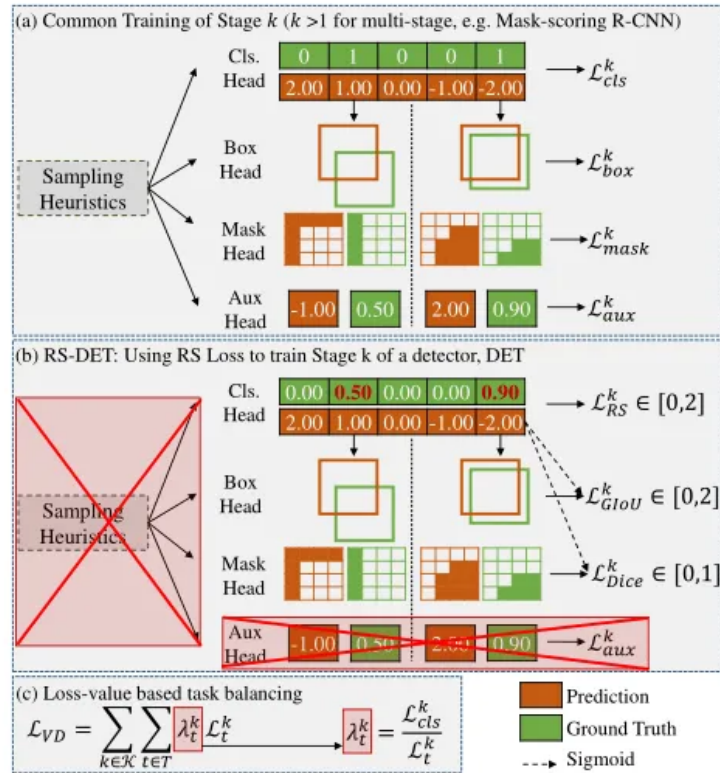 (a) Common Training of Stage k (k >1 for multi-stage, e.g. Mask-scoring R-CNN)
Cls.
Head
0 1 0 0 1
2.00 1.00 0.00 -1.00 -2.00
ℒ^k_cls
Box
Head
ℒ^k_box
Sampling
Heuristics
Mask
Head
ℒ^k_mask
Aux
Head
-1.00 0.50 2.00 0.90
ℒ^k_aux
(b) RS-DET: Using RS Loss to train Stage k of a detector, DET
Cls.
Head
0.00 0.50 0.00 0.00 0.90
2.00 1.00 0.00 -1.00 -2.00
ℒ^k_RS ∈ [0,2]
Box
Head
ℒ^k_GIoU ∈ [0,2]
Sampling
Heuristics
Mask
Head
ℒ^k_Dice ∈ [0,1]
Aux
Head
-1.00 0.50 2.00 0.90
ℒ^k_aux
(c) Loss-value based task balancing
ℒ_VD = ∑_{k∈𝒦} ∑_{t∈T} λ^k_t ℒ^k_t
λ^k_t = ℒ^k_cls / ℒ^k_t
Prediction
Ground Truth
Sigmoid